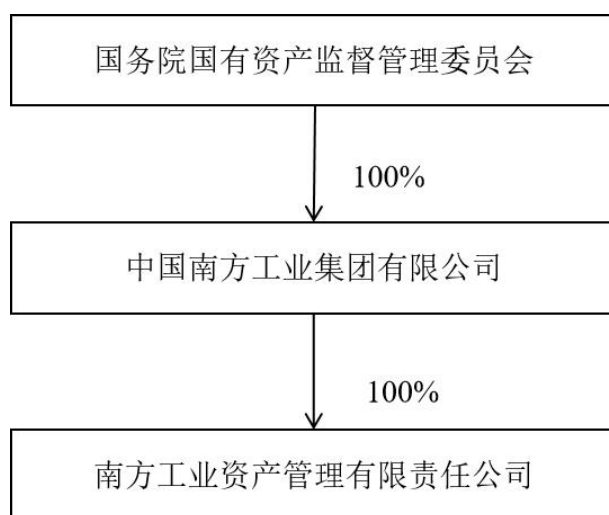 国务院国有资产监督管理委员会
100%
中国南方工业集团有限公司
100%
南方工业资产管理有限责任公司